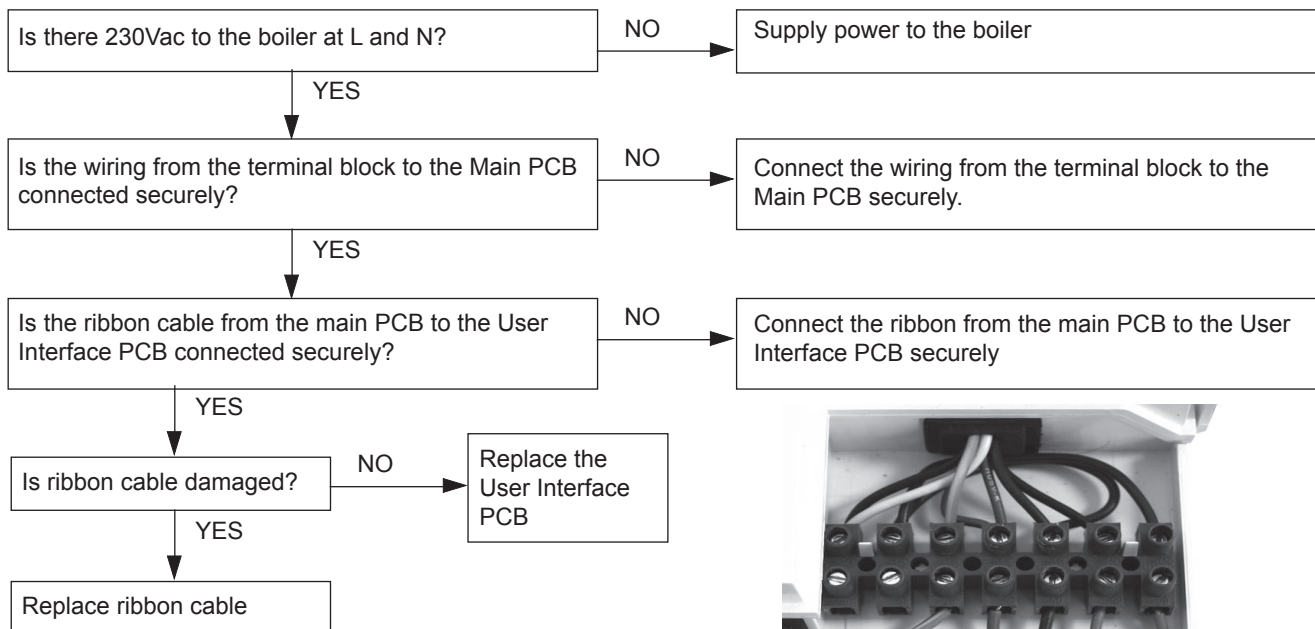 Is there 230Vac to the boiler at L and N?
NO
Supply power to the boiler
YES
Is the wiring from the terminal block to the Main PCB
connected securely?
NO
Connect the wiring from the terminal block to the
Main PCB securely.
YES
Is the ribbon cable from the main PCB to the User
Interface PCB connected securely?
NO
Connect the ribbon from the main PCB to the User
Interface PCB securely
YES
Is ribbon cable damaged?
NO
Replace the
User Interface
PCB
YES
Replace ribbon cable